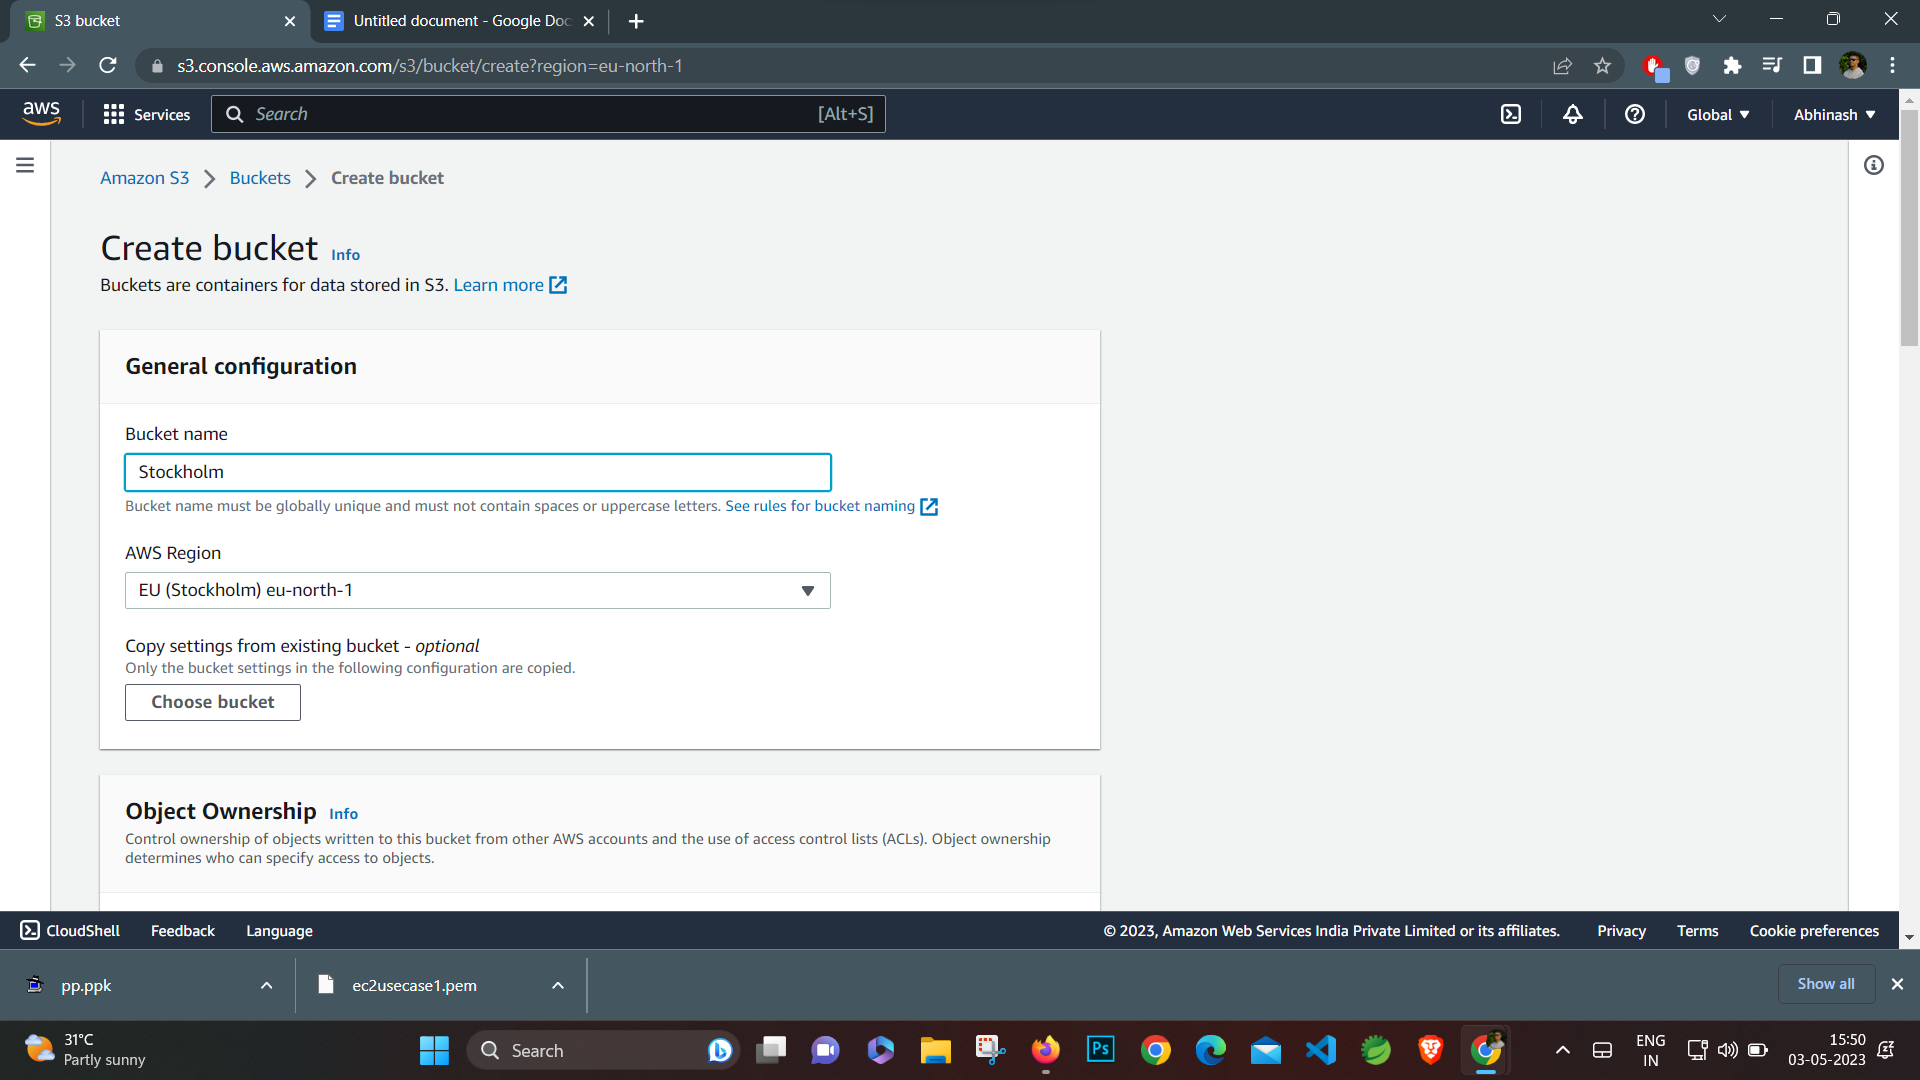 S3 bucket
Untitled document - Google Doc
s3.console.aws.amazon.com/s3/bucket/create?region=eu-north-1
aws
Services
Search
[Alt+S]
Global
Abhinash
Amazon S3
Buckets
Create bucket
Create bucket Info
Buckets are containers for data stored in S3. Learn more
General configuration
Bucket name
Stockholm
Bucket name must be globally unique and must not contain spaces or uppercase letters. See rules for bucket naming
AWS Region
EU (Stockholm) eu-north-1
Copy settings from existing bucket - optional
Only the bucket settings in the following configuration are copied.
Choose bucket
Object Ownership Info
Control ownership of objects written to this bucket from other AWS accounts and the use of access control lists (ACLs). Object ownership
determines who can specify access to objects.
CloudShell
Feedback
Language
© 2023, Amazon Web Services India Private Limited or its affiliates.
Privacy
Terms
Cookie preferences
pp.ppk
ec2usecase1.pem
Show all
31°C
Partly sunny
Search
Ps
ENG
IN
15:50
03-05-2023